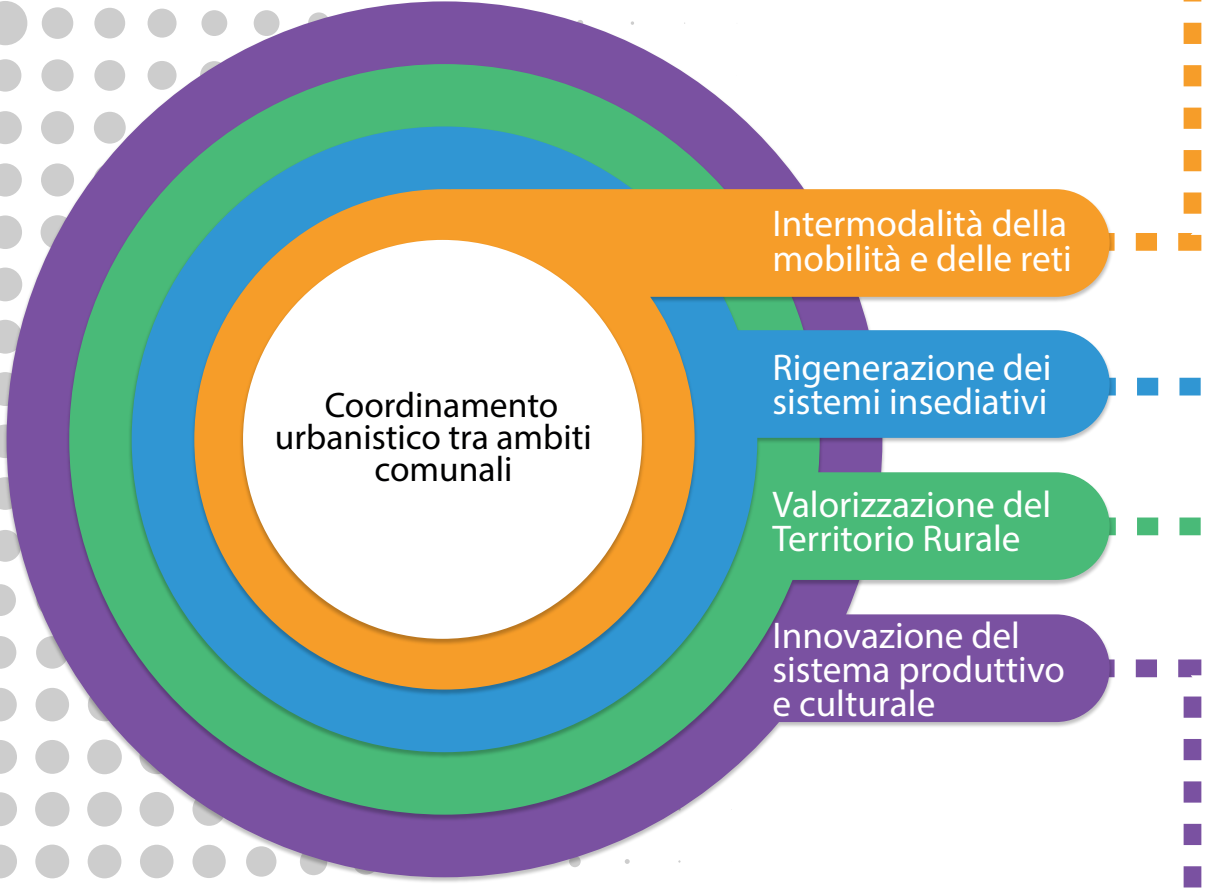 Intermodalità della
mobilità e delle reti
Rigenerazione dei
sistemi insediativi
Coordinamento
urbanistico tra ambiti
comunali
Valorizzazione del
Territorio Rurale
Innovazione del
sistema produttivo
e culturale